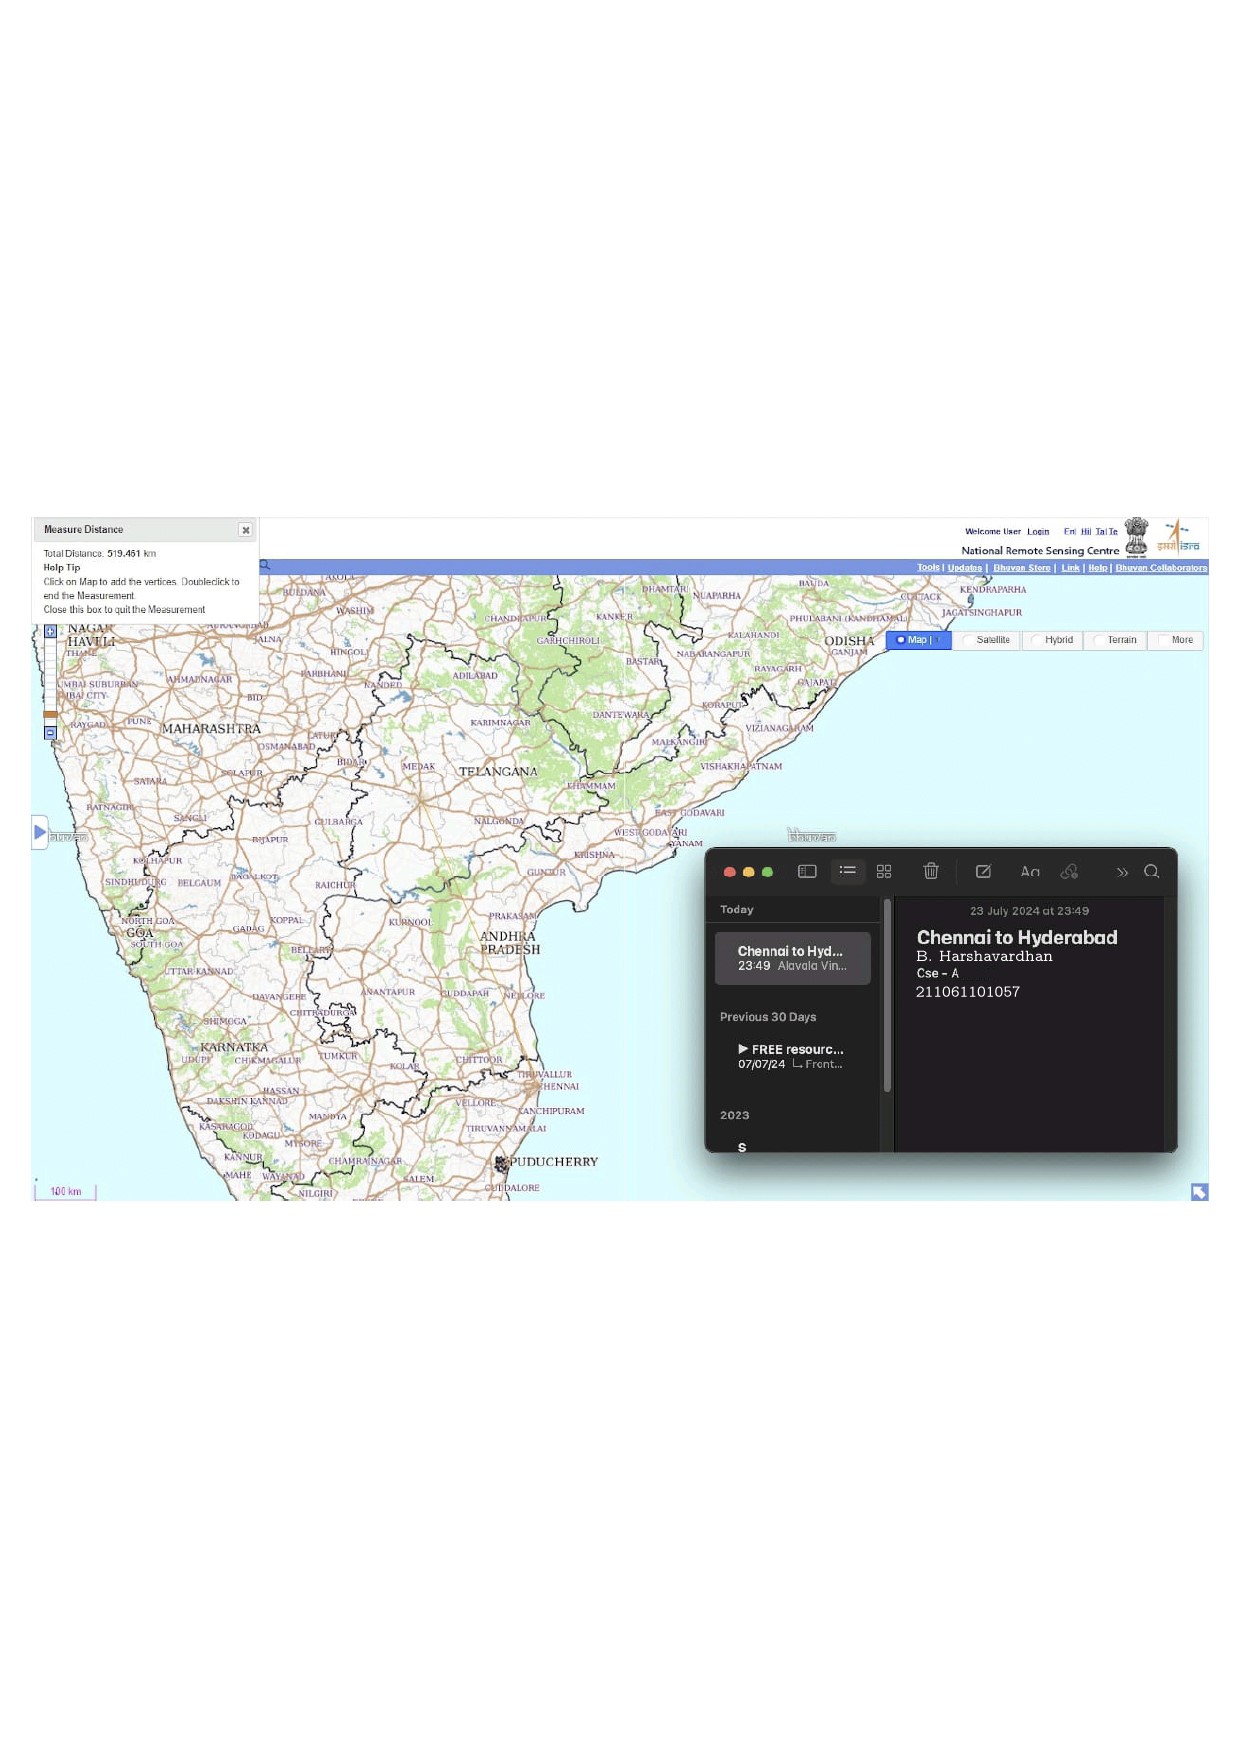 Measure Distance
Total Distance: 519.461 km
Help Tip
Click on Map to add the vertices. Doubleclick to
end the Measurement.
Close this box to quit the Measurement
Welcome User Login En| Hi| Ta| Te
National Remote Sensing Centre
इसरो isro
Tools | Updates | Bhuvan Store | Link | Help | Bhuvan Collaborators
Map | Satellite Hybrid Terrain More
AKOLA
BULDANA
WASHIM
CHANDRAPUR
KANKER
DHAMTARI
NUAPARHA
BAUDA
CUTTACK
KENDRAPARHA
JAGATSINGHAPUR
PHULABANI (KANDHAMAL)
NAGAR
HAVELI
THANE
JALNA
HINGOLI
GARHCHIROLI
KALAHANDI
ODISHA
GANJAM
NABARANGAPUR
BASTAR
RAYAGARH
GAJAPATI
PARBHANI
ADILABAD
NANDED
AHMADNAGAR
MUMBAI SUBURBAN
MUMBAI CITY
BID
KORAPUT
DANTEWARA
RAYGAD
PUNE
MAHARASHTRA
KARIMNAGAR
VIZIANAGARAM
MALKANGIRI
OSMANABAD
LATUR
BIDAR
MEDAK
TELANGANA
VISHAKHAPATNAM
SOLAPUR
SATARA
KHAMMAM
RATNAGIRI
SANGLI
GULBARGA
NALGONDA
EAST GODAVARI
WEST GODAVARI
YANAM
bhuvan
BIJAPUR
KRISHNA
KOLHAPUR
GUNTUR
SINDHUDURG
BELGAUM
BAGALKOT
RAICHUR
NORTH GOA
GOA
SOUTH GOA
GADAG
KOPPAL
KURNOOL
PRAKASAM
ANDHRA
PRADESH
BELLARY
UTTAR KANNAD
DAVANGERE
ANANTAPUR
CUDDAPAH
NELLORE
CHITRADURGA
SHIMOGA
KARNATKA
UDUPI
CHIKMAGALUR
TUMKUR
KOLAR
CHITTOOR
TIRUVALLUR
CHENNAI
HASSAN
DAKSHIN KANNAD
MANDYA
VELLORE
KANCHIPURAM
KASARAGOD
KODAGU
MYSORE
TIRUVANNAMALAI
KANNUR
CHAMRAJNAGAR
PUDUCHERRY
MAHE
WAYANAD
SALEM
NILGIRI
CUDDALORE
100 km
Today
Chennai to Hyd...
23:49 Alavala Vin...
Previous 30 Days
▶ FREE resourc...
07/07/24 Front...
2023
S
Aa
23 July 2024 at 23:49
Chennai to Hyderabad
B. Harshavardhan
Cse - A
211061101057